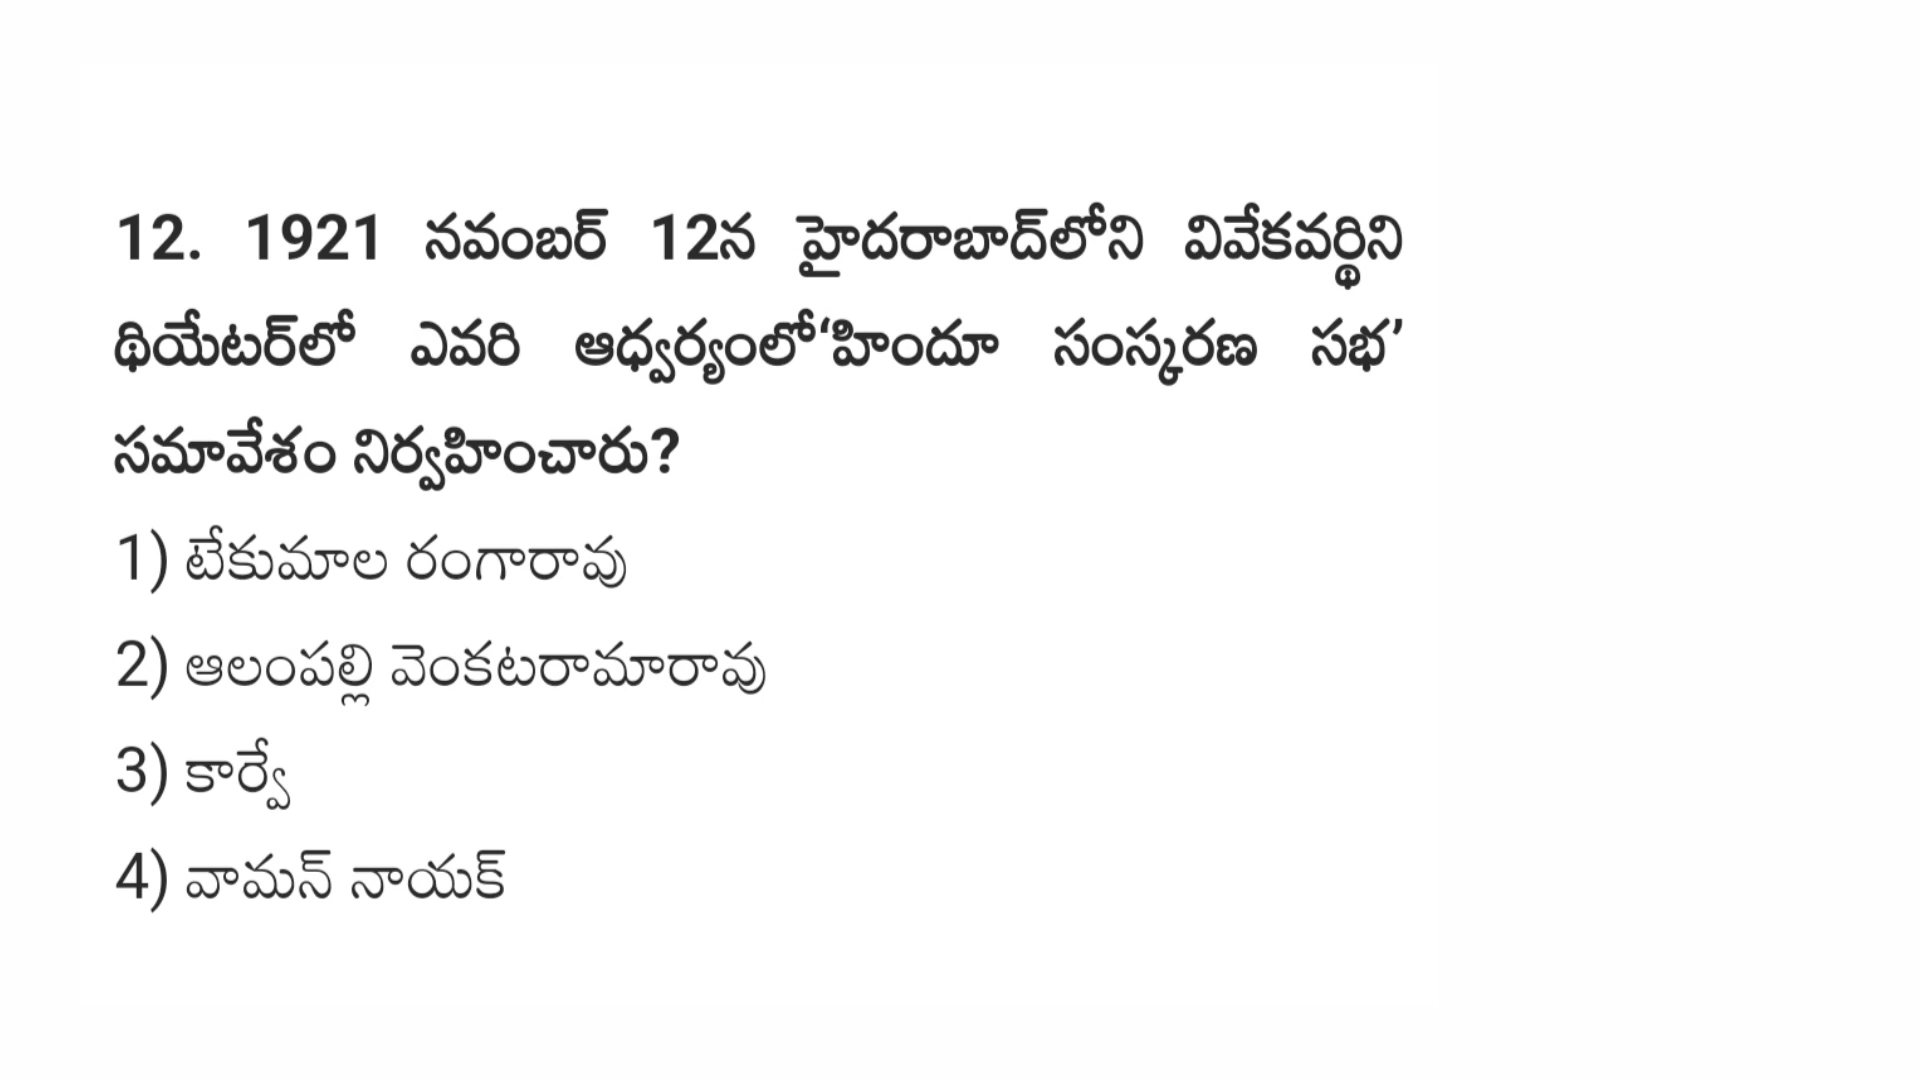 12. 1921 నవంబర్ 12న హైదరాబాద్‌లోని వివేకవర్థిని
థియేటర్‌లో ఎవరి ఆధ్వర్యంలో‘హిందూ సంస్కరణ సభ’
సమావేశం నిర్వహించారు?
1) టేకుమాల రంగారావు
2) ఆలంపల్లి వెంకటరామారావు
3) కార్వే
4) వామన్ నాయక్